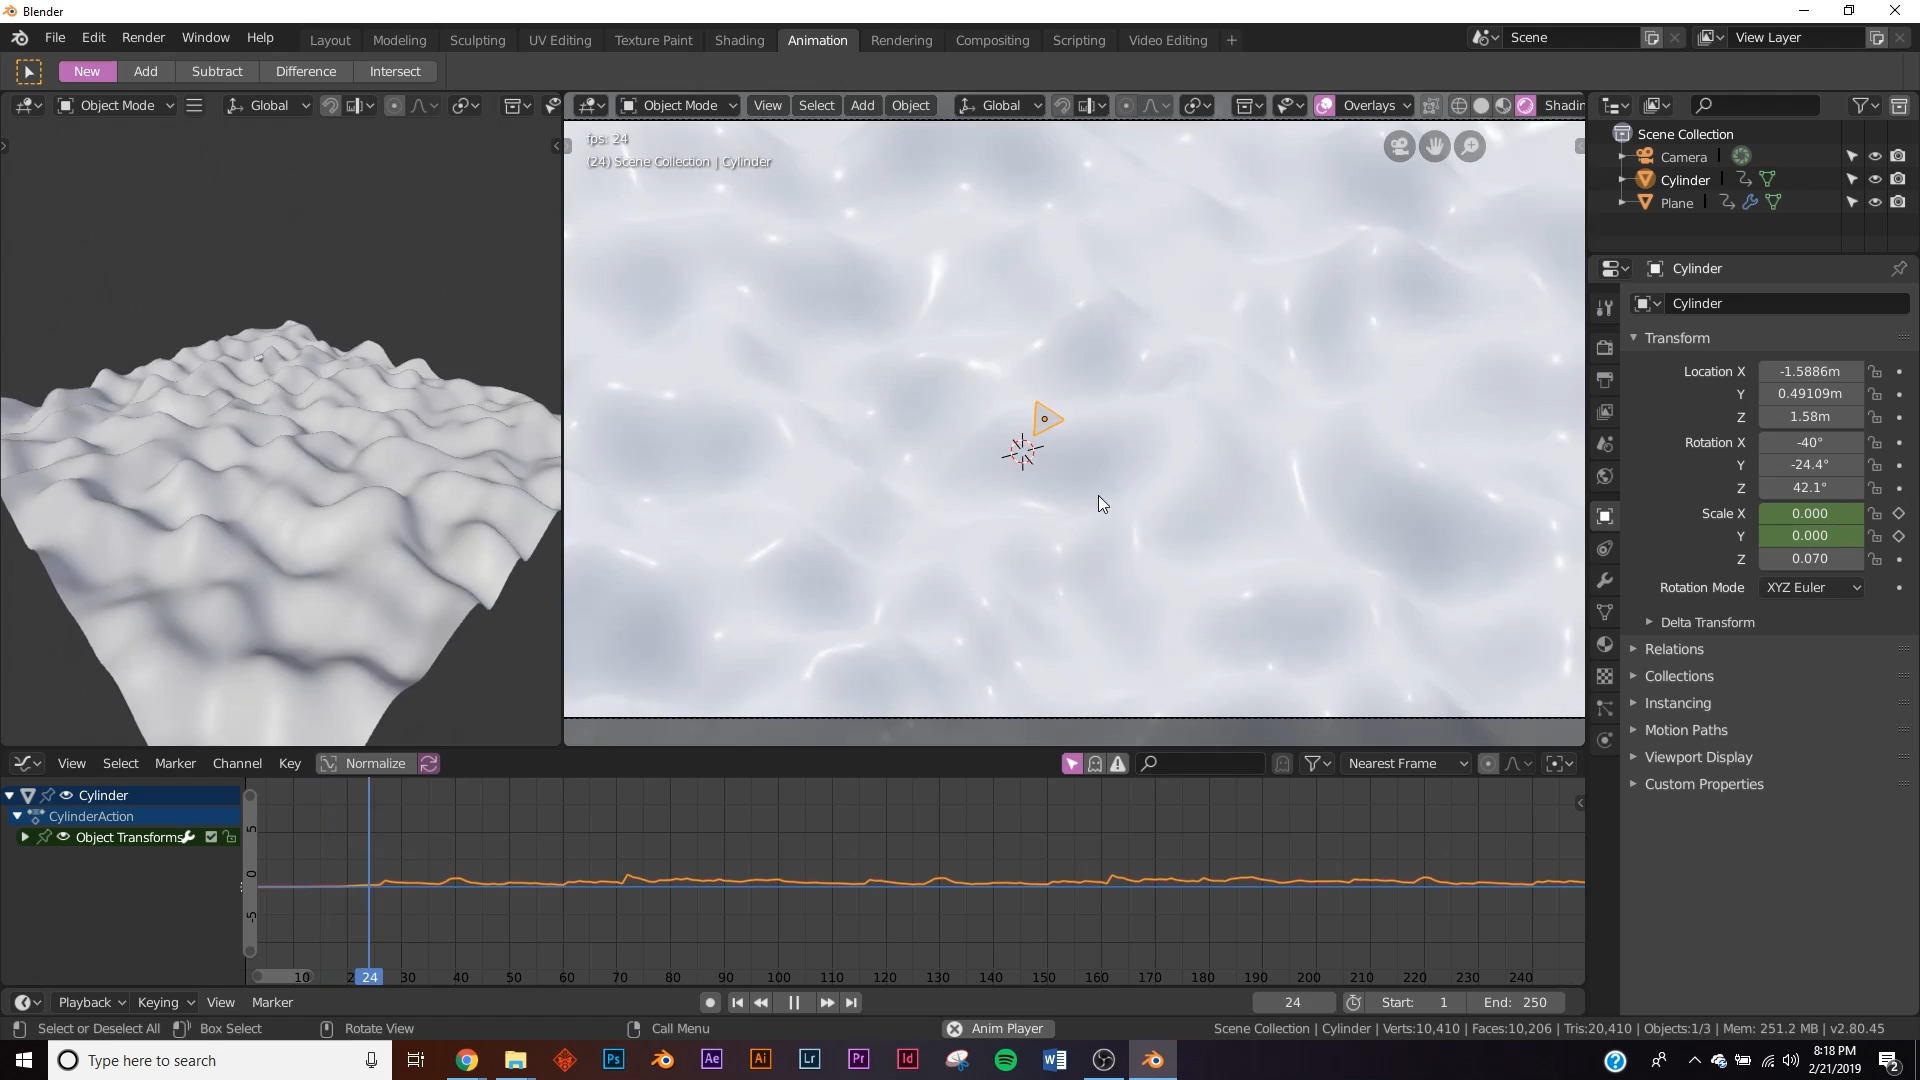 Blender
File Edit Render Window Help Layout Modeling Sculpting UV Editing Texture Paint Shading Animation Rendering Compositing Scripting Video Editing + Scene View Layer
New Add Subtract Difference Intersect
Object Mode Global Object Mode View Select Add Object Global Overlays Shadin
fps: 24
(24) Scene Collection | Cylinder
Scene Collection
Camera
Cylinder
Plane
Cylinder
Cylinder
Transform
Location X -1.5886m
Y 0.49109m
Z 1.58m
Rotation X -40°
Y -24.4°
Z 42.1°
Scale X 0.000
Y 0.000
Z 0.070
Rotation Mode XYZ Euler
Delta Transform
Relations
Collections
Instancing
Motion Paths
Viewport Display
Custom Properties
View Select Marker Channel Key Normalize Nearest Frame
Cylinder
CylinderAction
Object Transforms
5
0
-5
10 2 24 30 40 50 60 70 80 90 100 110 120 130 140 150 160 170 180 190 200 210 220 230 240
Playback Keying View Marker 24 Start: 1 End: 250
Select or Deselect All Box Select Rotate View Call Menu Anim Player Scene Collection | Cylinder | Verts:10,410 | Faces:10,206 | Tris:20,410 | Objects:1/3 | Mem: 251.2 MB | v2.80.45
Type here to search Ps Ae Ai Lr Pr Id W 8:18 PM
2/21/2019 2